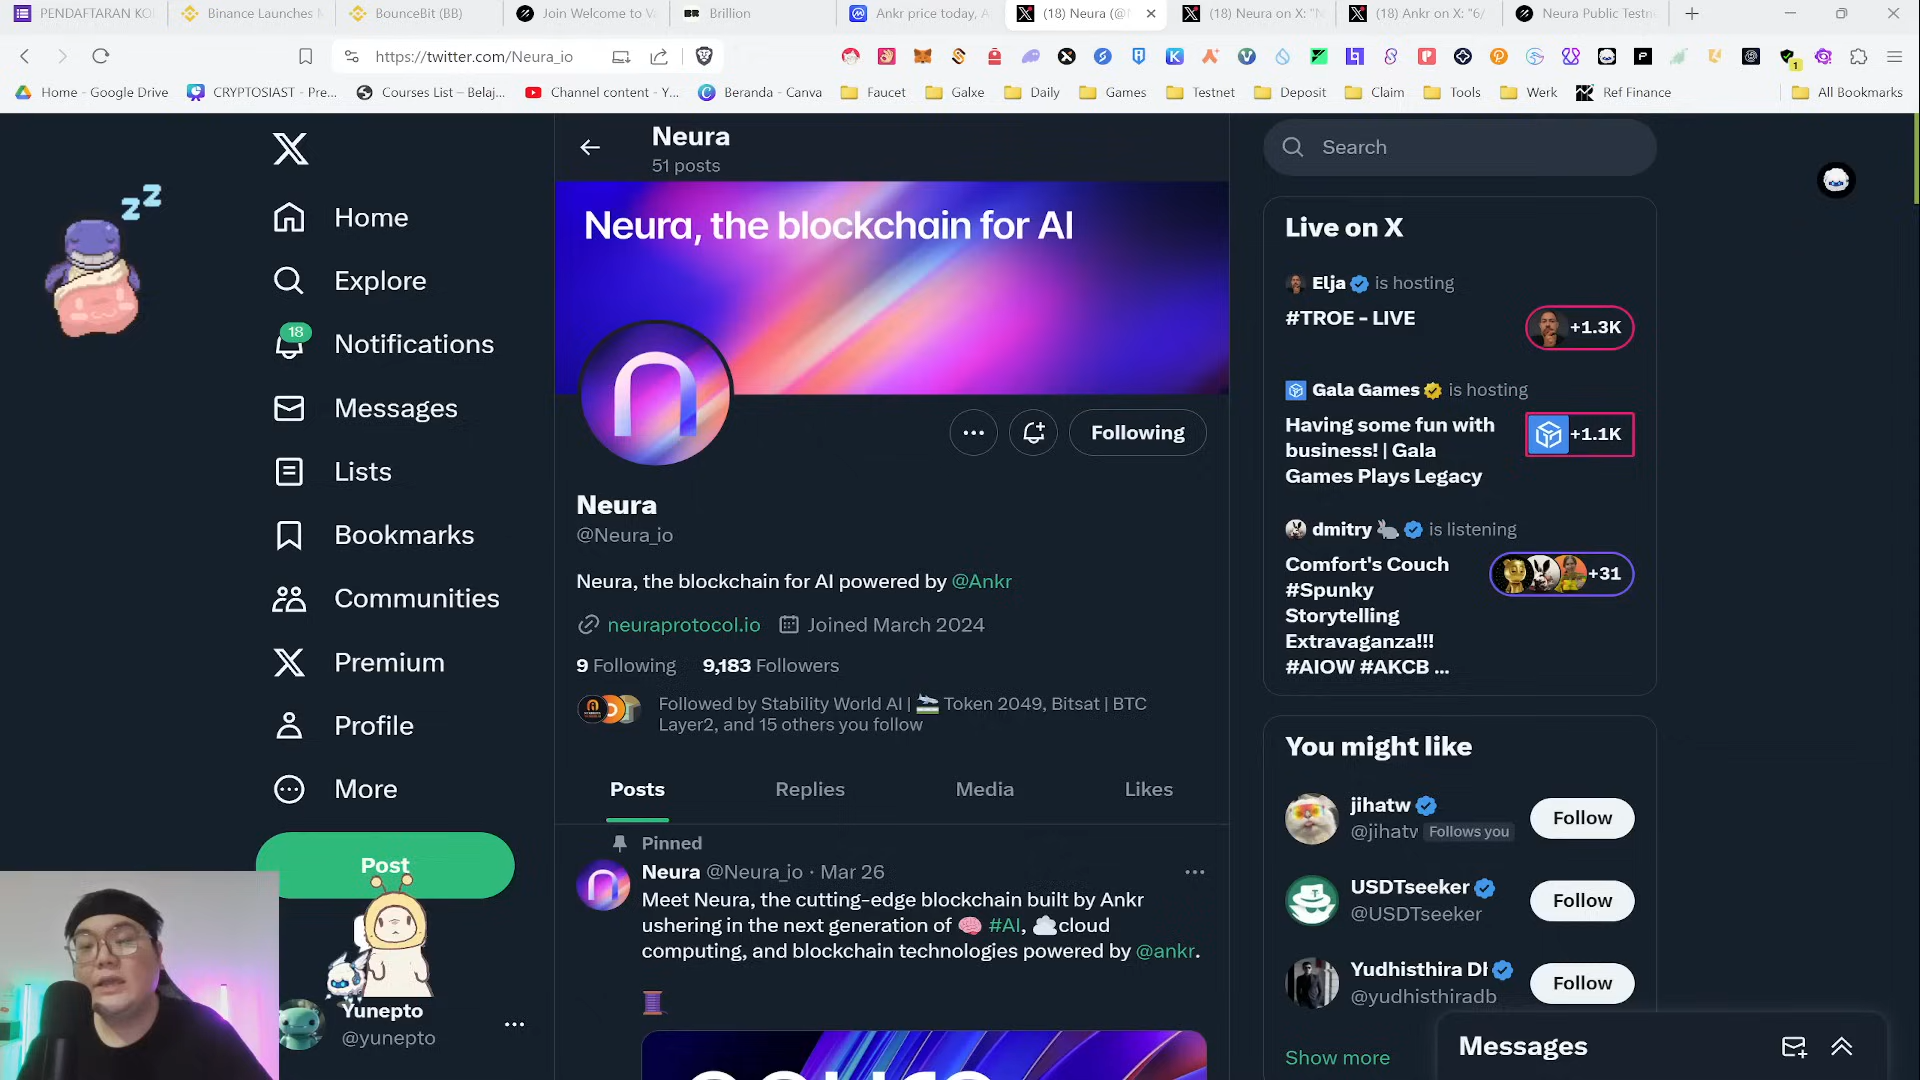 PENDAFTARAN KO
Binance Launches
BounceBit (BB)
Join Welcome to Va
Brillion
Ankr price today, A
(18) Neura (@N
(18) Neura on X: "N
(18) Ankr on X: "6/
Neura Public Testn
https://twitter.com/Neura_io
Home - Google Drive
CRYPTOSIAST - Pre...
Courses List – Belaj...
Channel content - Y...
Beranda - Canva
Faucet
Galxe
Daily
Games
Testnet
Deposit
Claim
Tools
Werk
Ref Finance
All Bookmarks
1
Z Z
Home
Explore
18
Notifications
Messages
Lists
Bookmarks
Communities
Premium
Profile
More
Post
Yunepto
@yunepto
Neura
51 posts
Neura, the blockchain for AI
Following
Neura
@Neura_io
Neura, the blockchain for AI powered by @Ankr
neuraprotocol.io
Joined March 2024
9 Following
9,183 Followers
Followed by Stability World AI | Token 2049, Bitsat | BTC
Layer2, and 15 others you follow
Posts
Replies
Media
Likes
Pinned
Neura @Neura_io · Mar 26
Meet Neura, the cutting-edge blockchain built by Ankr
ushering in the next generation of 🧠 #AI, ☁️cloud
computing, and blockchain technologies powered by @ankr.
🧵
Search
Live on X
Elja is hosting
#TROE - LIVE
+1.3K
Gala Games is hosting
Having some fun with
business! | Gala
Games Plays Legacy
+1.1K
dmitry 🐇 is listening
Comfort's Couch
#Spunky
Storytelling
Extravaganza!!!
#AIOW #AKCB ...
+31
You might like
jihatw
@jihatw
Follows you
Follow
USDTseeker
@USDTseeker
Follow
Yudhisthira Dl
@yudhisthiradb
Follow
Show more
Messages